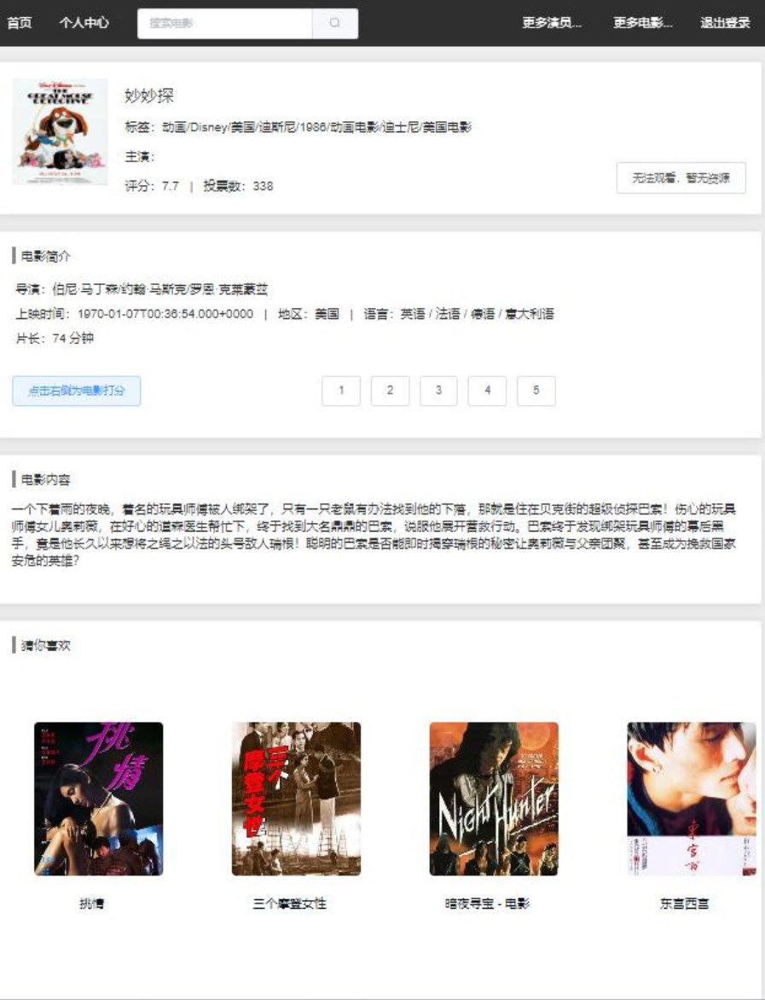 首页 个人中心 搜索电影 更多演员... 更多电影... 退出登录
THE GREAT MOUSE DETECTIVE
妙妙探
标签：动画/Disney/美国/迪斯尼/1986/动画电影/迪士尼/美国电影
主演：
评分：7.7 | 投票数：338
无法观看，暂无资源
电影简介
导演：伯尼·马丁森/约翰·马斯克/罗恩·克莱蒙兹
上映时间：1970-01-07T00:36:54.000+0000 | 地区：美国 | 语言：英语 / 法语 / 德语 / 意大利语
片长：74 分钟
点击右侧为电影打分 1 2 3 4 5
电影内容
一个下着雨的夜晚，着名的玩具师傅被人绑架了，只有一只老鼠有办法找到他的下落，那就是住在贝克街的超级侦探巴索！伤心的玩具
师傅女儿奥莉薇，在好心的道森医生帮忙下，终于找到大名鼎鼎的巴索，说服他展开营救行动。巴索终于发现绑架玩具师傅的幕后黑
手，竟是他长久以来想将之绳之以法的头号敌人瑞根！聪明的巴索是否能即时揭穿瑞根的秘密让奥莉薇与父亲团聚，甚至成为挽救国家
安危的英雄？
猜你喜欢
挑情
三个摩登女性
Night Hunter
挑情 三个摩登女性 暗夜寻宝 - 电影 东宫西宫